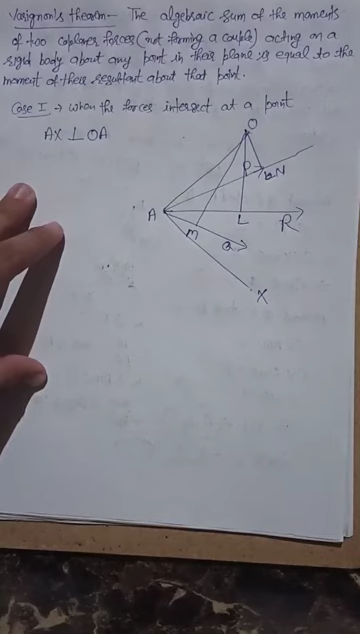 Varignon's theorem - The algebraic sum of the moments
of two coplaner forces (not forming a couple) acting on a
rigid body about any point in their plane is equal to the
moment of their resultant about that point.
Case I → when the forces intersect at a point
AX ⊥ OA
O
P
N
A
L
R
M
Q
X